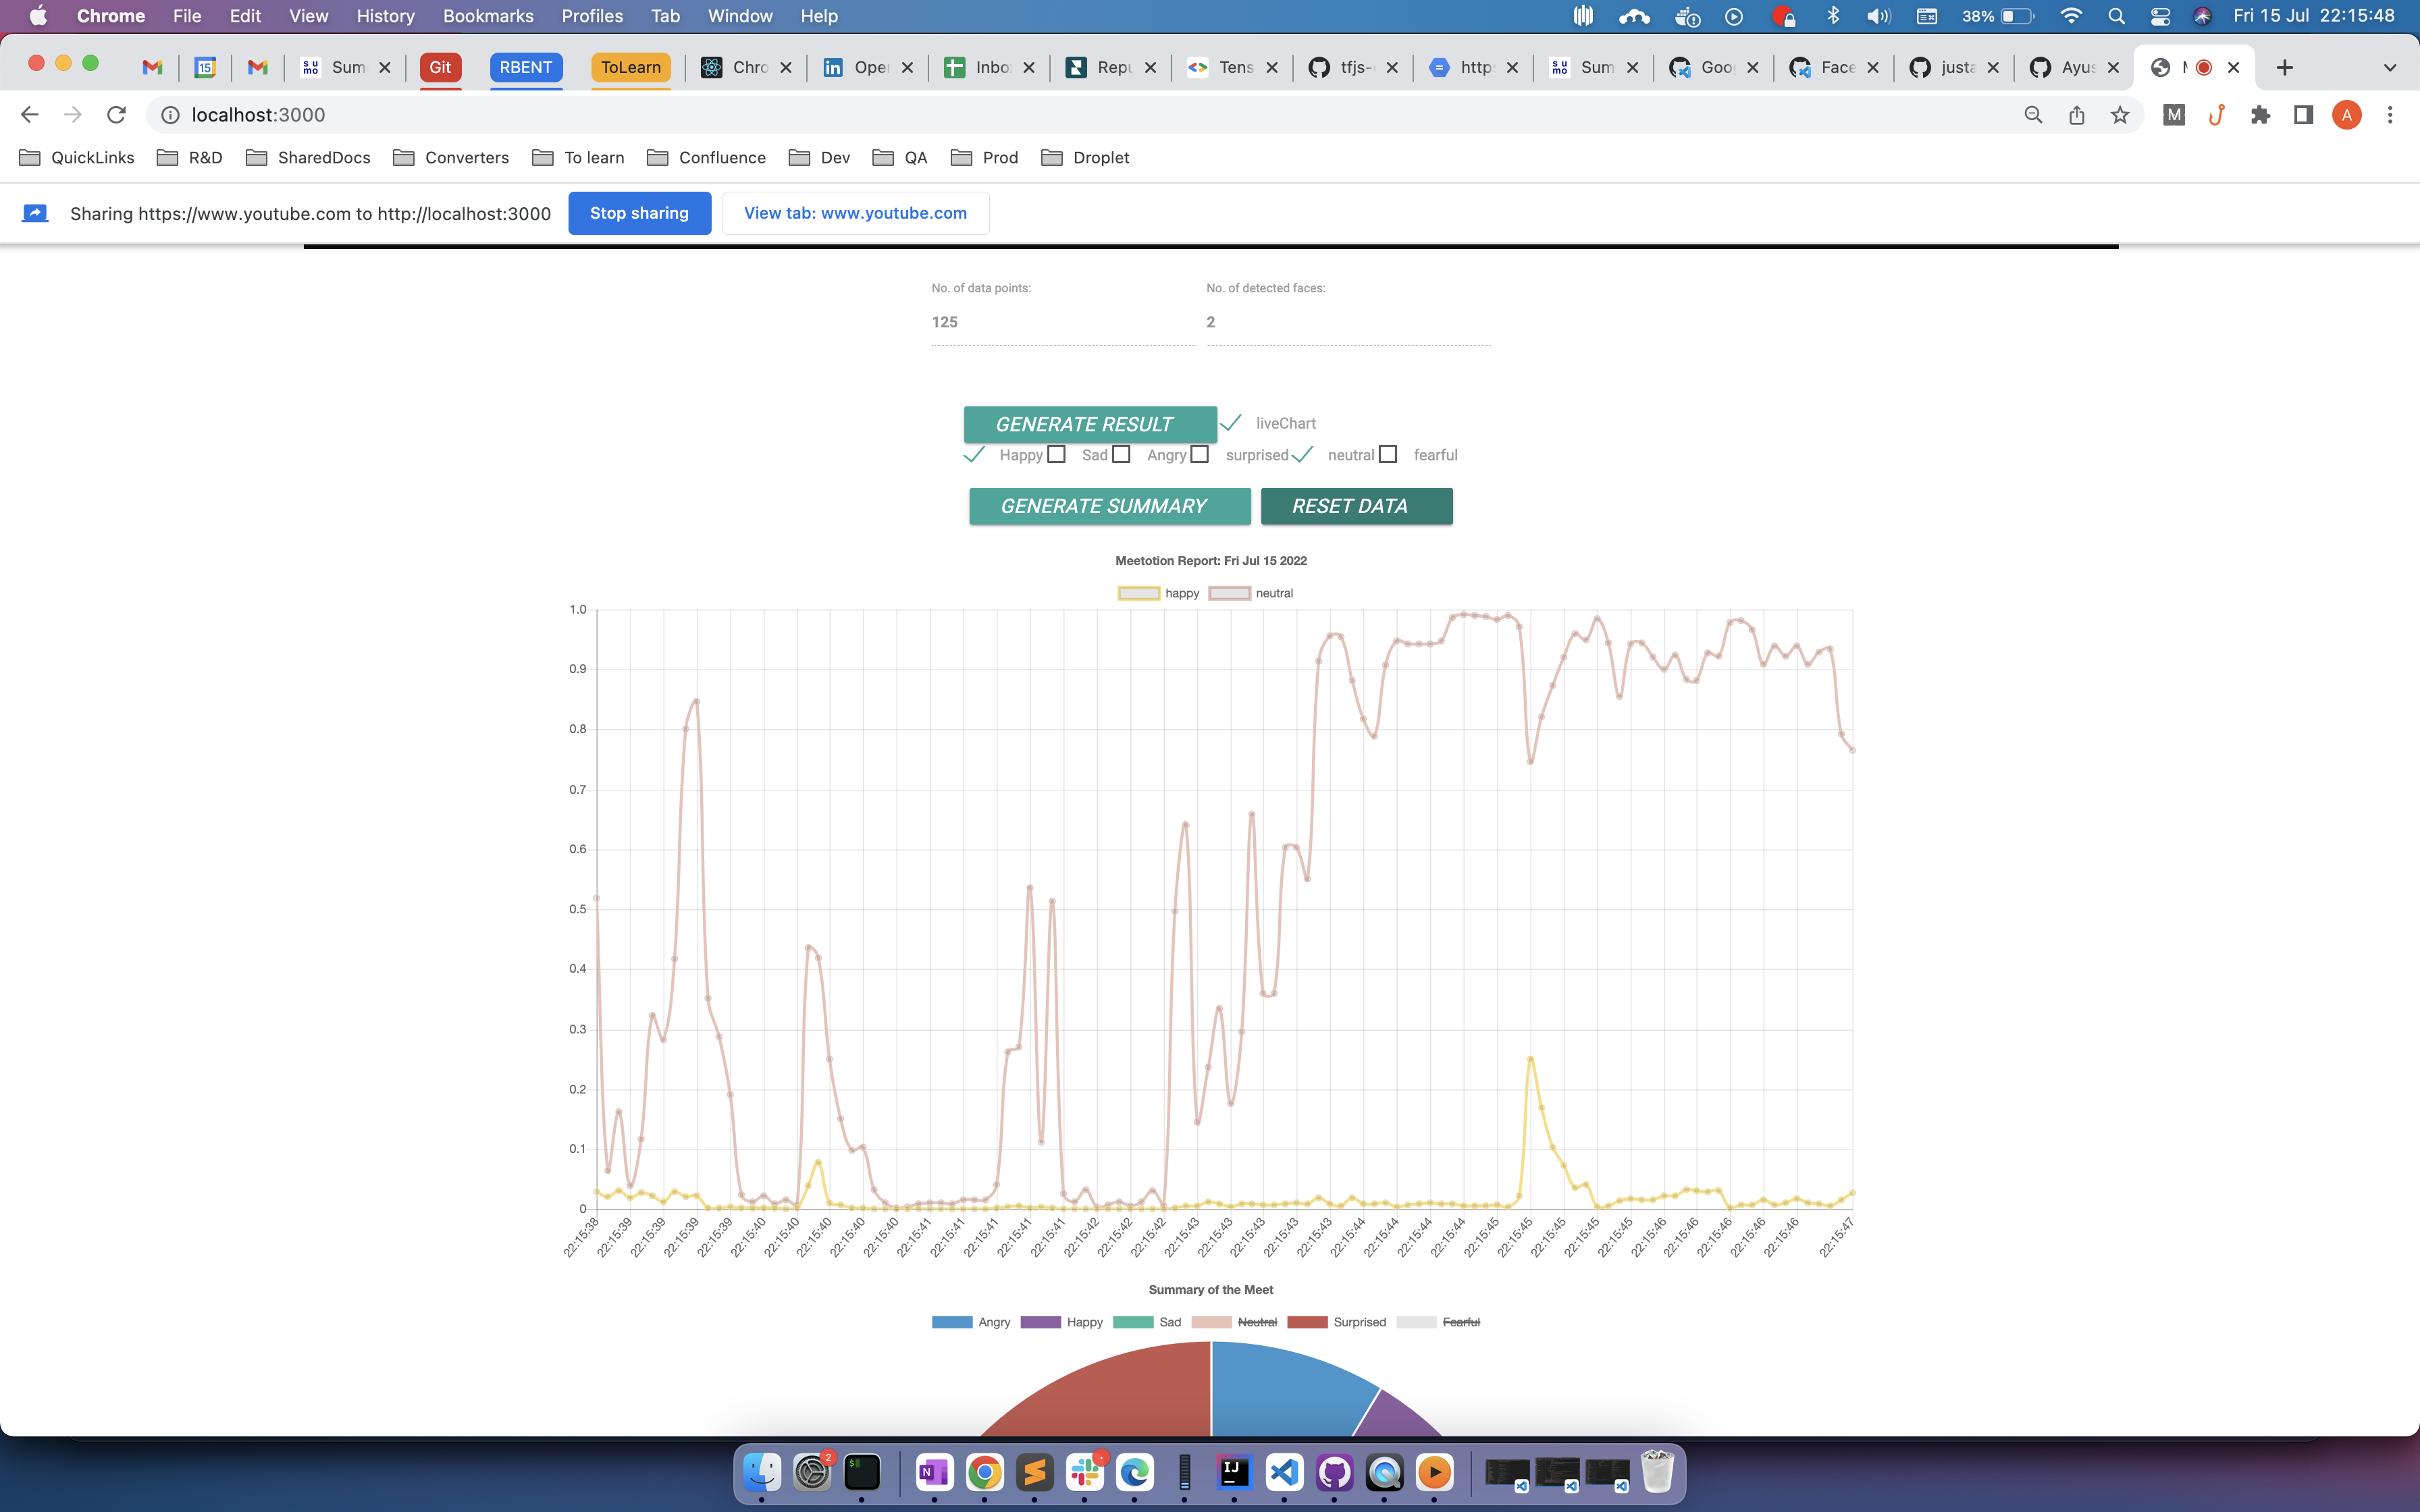 Chrome File Edit View History Bookmarks Profiles Tab Window Help 38% Fri 15 Jul 22:15:48
15 su mo Sum Git RBENT ToLearn Chro in Oper Inbo Repu Tens tfjs- http su mo Sum Goo Face justa Ayus
localhost:3000 M A
QuickLinks R&D SharedDocs Converters To learn Confluence Dev QA Prod Droplet
Sharing https://www.youtube.com to http://localhost:3000 Stop sharing View tab: www.youtube.com
No. of data points: No. of detected faces:
125 2
GENERATE RESULT liveChart
Happy Sad Angry surprised neutral fearful
GENERATE SUMMARY RESET DATA
Meetotion Report: Fri Jul 15 2022
happy neutral
1.0
0.9
0.8
0.7
0.6
0.5
0.4
0.3
0.2
0.1
0
22:15:38 22:15:39 22:15:39 22:15:39 22:15:39 22:15:40 22:15:40 22:15:40 22:15:40 22:15:40 22:15:41 22:15:41 22:15:41 22:15:41 22:15:41 22:15:42 22:15:42 22:15:42 22:15:43 22:15:43 22:15:43 22:15:43 22:15:43 22:15:44 22:15:44 22:15:44 22:15:44 22:15:45 22:15:45 22:15:45 22:15:45 22:15:45 22:15:46 22:15:46 22:15:46 22:15:46 22:15:46 22:15:47
Summary of the Meet
Angry Happy Sad Neutral Surprised Fearful
2 $ N IJ